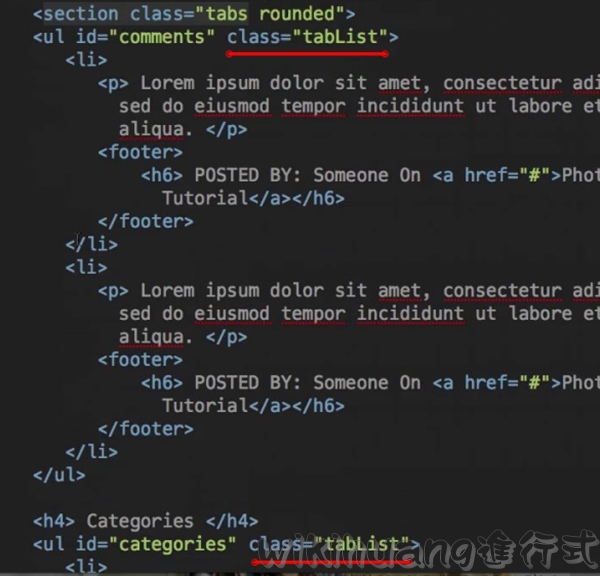 <section class="tabs rounded">
<ul id="comments" class="tabList">
<li>
<p> Lorem ipsum dolor sit amet, consectetur adi
sed do eiusmod tempor incididunt ut labore et
aliqua. </p>
<footer>
<h6> POSTED BY: Someone On <a href="#">Phot
Tutorial</a></h6>
</footer>
</li>
<li>
<p> Lorem ipsum dolor sit amet, consectetur adi
sed do eiusmod tempor incididunt ut labore et
aliqua. </p>
<footer>
<h6> POSTED BY: Someone On <a href="#">Phot
Tutorial</a></h6>
</footer>
</li>
</ul>
<h4> Categories </h4>
<ul id="categories" class="tabList">
wikiHuang進行式
<li>